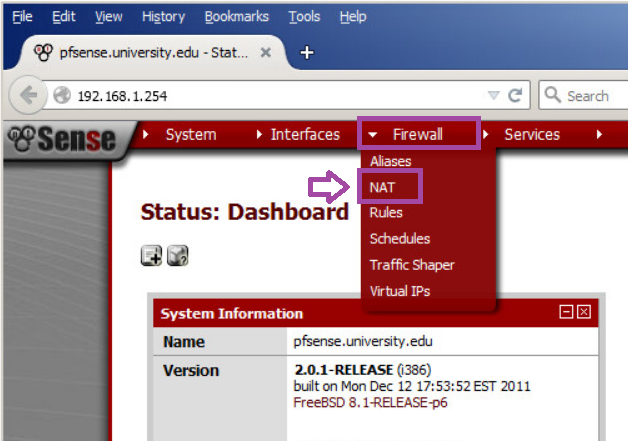 File Edit View History Bookmarks Tools Help
pfsense.university.edu - Stat...
192.168.1.254 Search
Sense System Interfaces Firewall Services
Aliases
NAT
Status: Dashboard
Rules
Schedules
Traffic Shaper
Virtual IPs
System Information
Name pfsense.university.edu
Version 2.0.1-RELEASE (i386)
built on Mon Dec 12 17:53:52 EST 2011
FreeBSD 8.1-RELEASE-p6